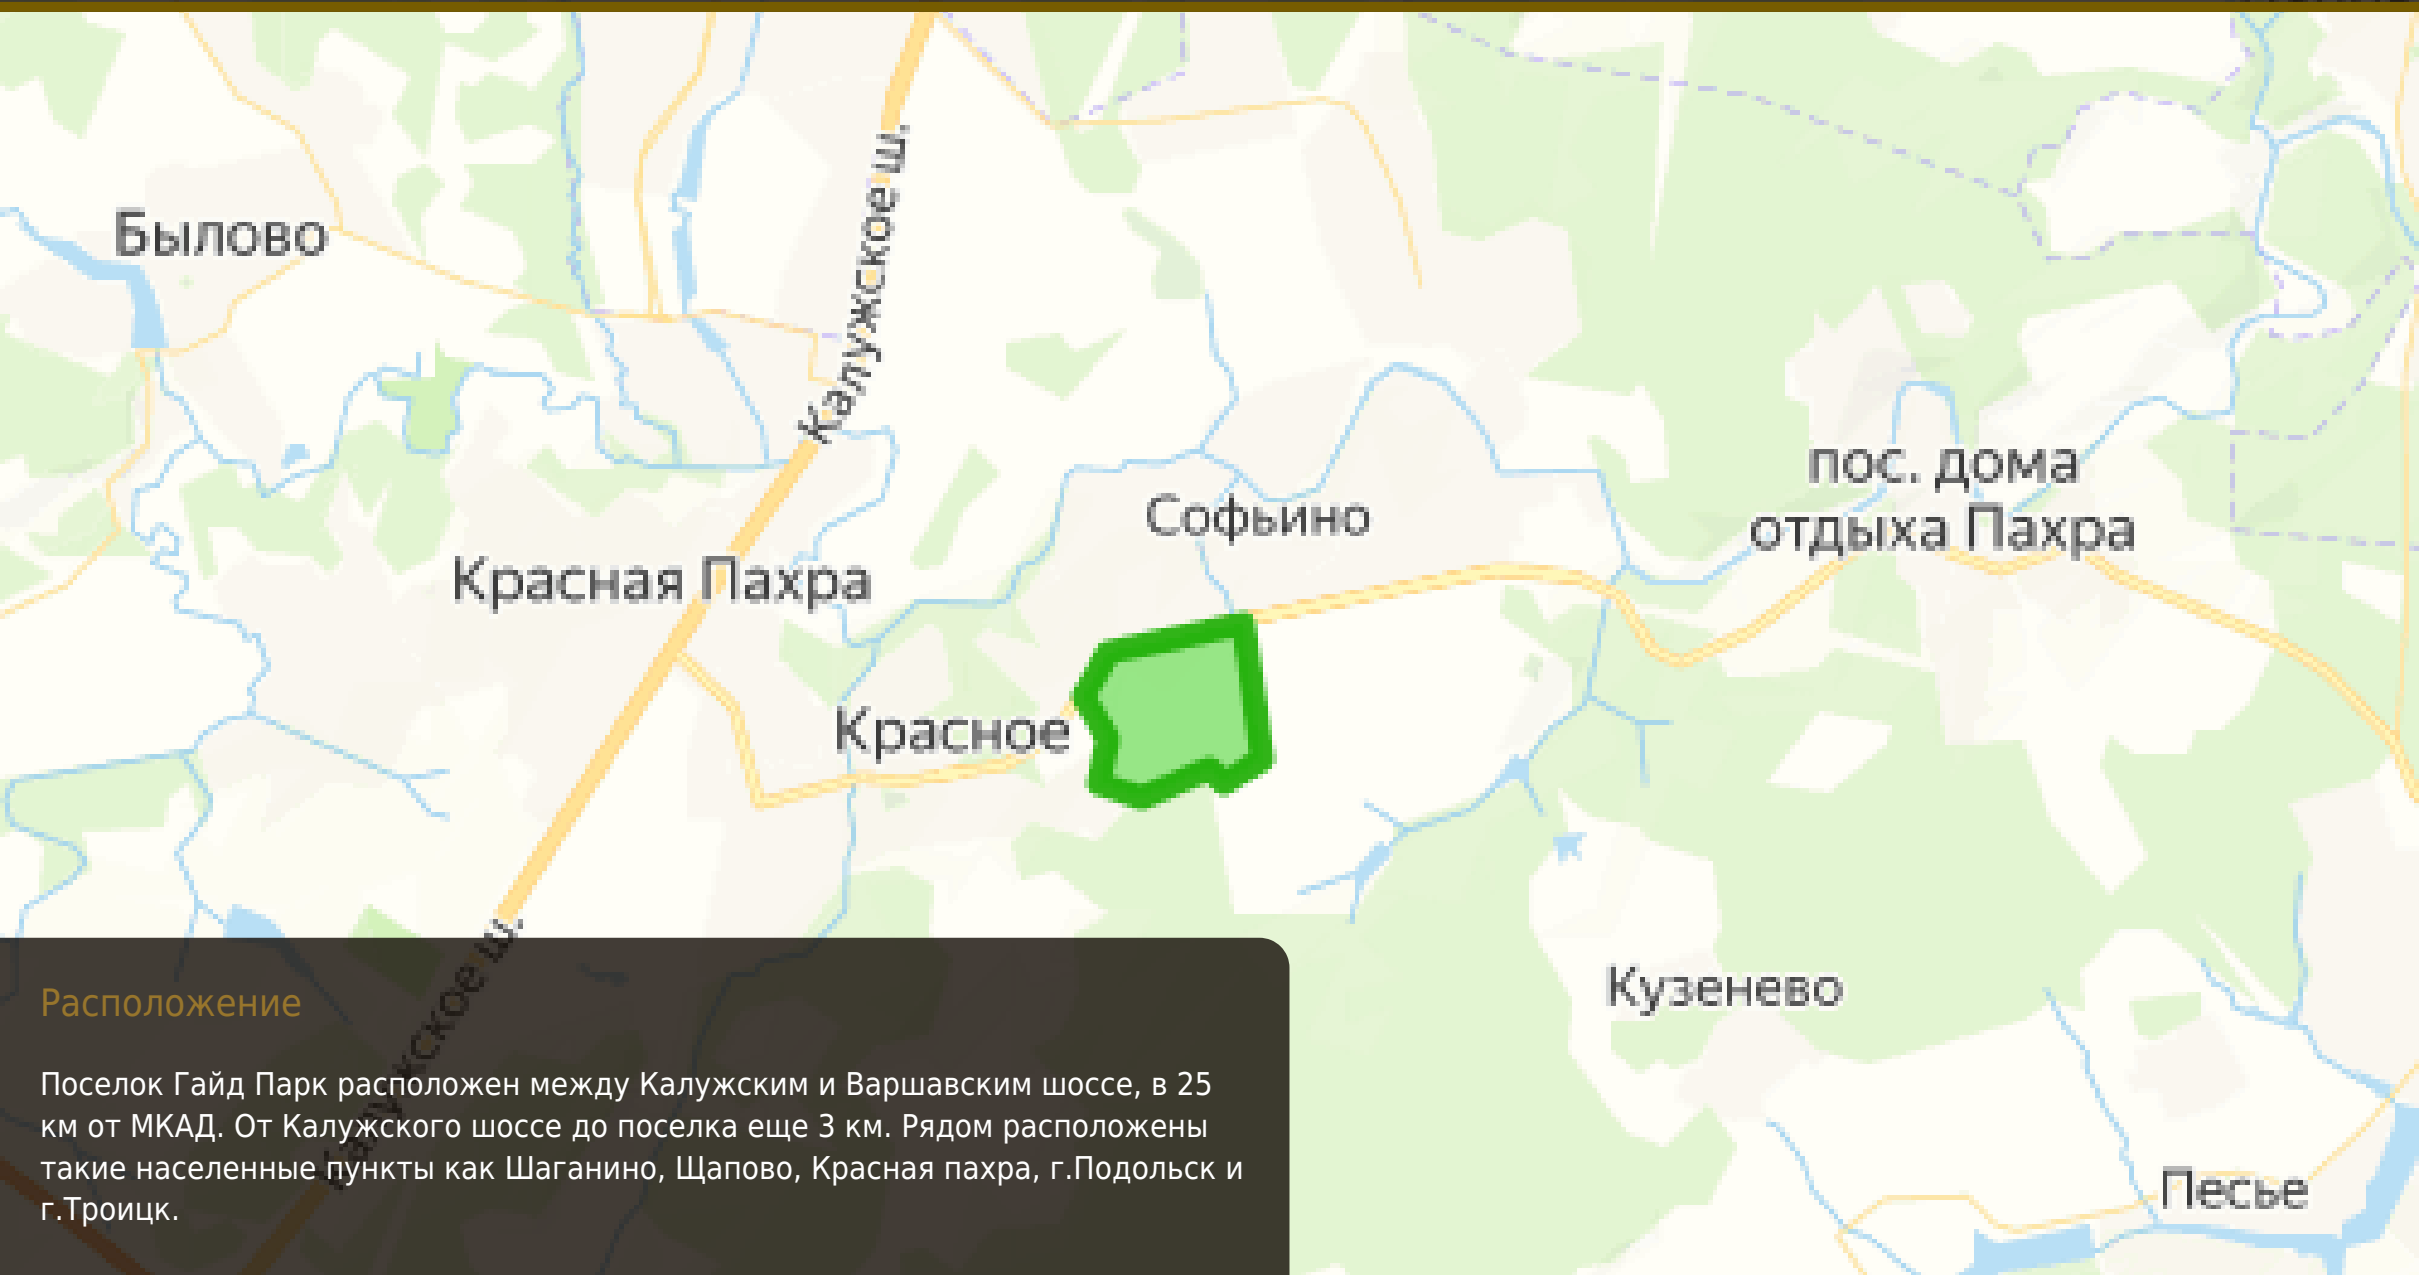 Калужское ш.
Былово
пос. дома
отдыха Пахра
Софьино
Красная Пахра
Красное
Калужское ш.
Кузенево
Песье
Расположение
Поселок Гайд Парк расположен между Калужским и Варшавским шоссе, в 25
км от МКАД. От Калужского шоссе до поселка еще 3 км. Рядом расположены
такие населенные пункты как Шаганино, Щапово, Красная пахра, г.Подольск и
г.Троицк.